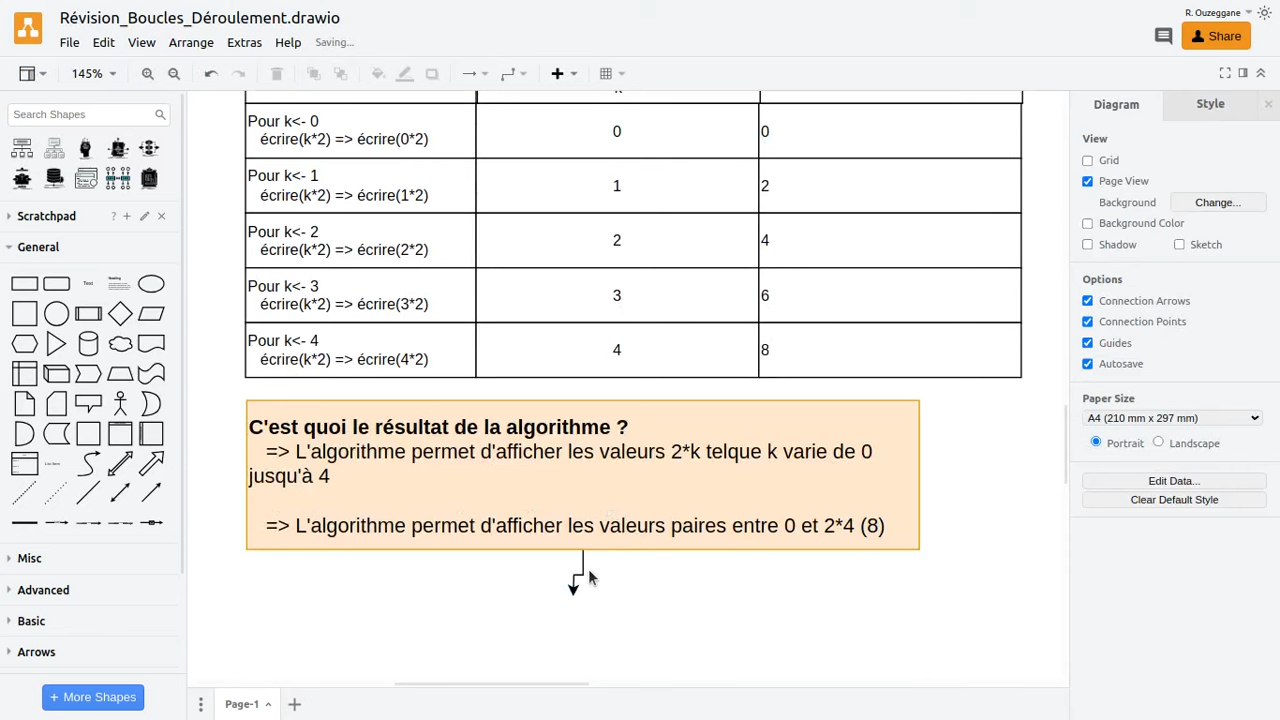 Révision_Boucles_Déroulement.drawio
R. Ouzeggane
File Edit View Arrange Extras Help Saving...
Share
145%
Search Shapes
Scratchpad ?
General
Text
Heading
List Item
Misc
Advanced
Basic
Arrows
+ More Shapes
Pour k<- 0
écrire(k*2) => écrire(0*2)
0
0
Pour k<- 1
écrire(k*2) => écrire(1*2)
1
2
Pour k<- 2
écrire(k*2) => écrire(2*2)
2
4
Pour k<- 3
écrire(k*2) => écrire(3*2)
3
6
Pour k<- 4
écrire(k*2) => écrire(4*2)
4
8
C'est quoi le résultat de la algorithme ?
=> L'algorithme permet d'afficher les valeurs 2*k telque k varie de 0
jusqu'à 4
=> L'algorithme permet d'afficher les valeurs paires entre 0 et 2*4 (8)
Page-1
Diagram Style
View
Grid
Page View
Background Change...
Background Color
Shadow Sketch
Options
Connection Arrows
Connection Points
Guides
Autosave
Paper Size
A4 (210 mm x 297 mm)
Portrait Landscape
Edit Data...
Clear Default Style